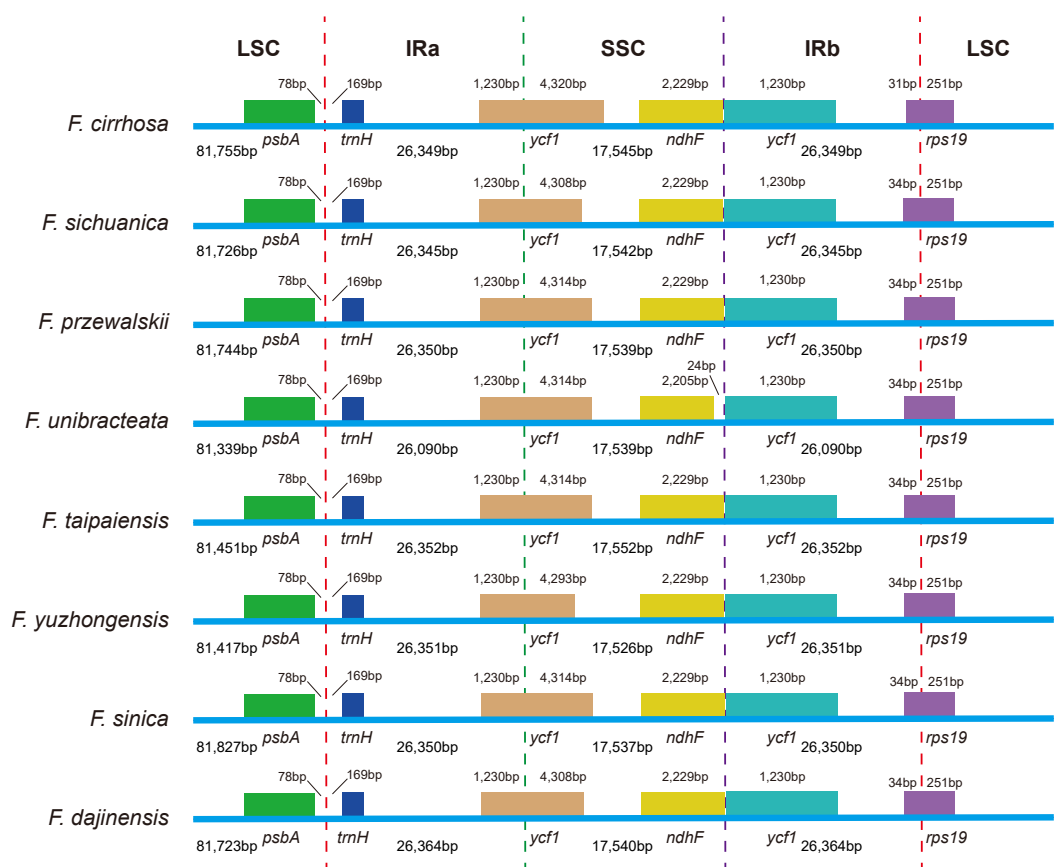 LSC IRa SSC IRb LSC
78bp 169bp 1,230bp 4,320bp 2,229bp 1,230bp 31bp 251bp
F. cirrhosa
psbA trnH ycf1 ndhF ycf1 rps19
81,755bp 26,349bp 17,545bp 26,349bp
78bp 169bp 1,230bp 4,308bp 2,229bp 1,230bp 34bp 251bp
F. sichuanica
psbA trnH ycf1 ndhF ycf1 rps19
81,726bp 26,345bp 17,542bp 26,345bp
78bp 169bp 1,230bp 4,314bp 2,229bp 1,230bp 34bp 251bp
F. przewalskii
psbA trnH ycf1 ndhF ycf1 rps19
81,744bp 26,350bp 17,539bp 26,350bp
24bp
78bp 169bp 1,230bp 4,314bp 2,205bp 1,230bp 34bp 251bp
F. unibracteata
psbA trnH ycf1 ndhF ycf1 rps19
81,339bp 26,090bp 17,539bp 26,090bp
78bp 169bp 1,230bp 4,314bp 2,229bp 1,230bp 34bp 251bp
F. taipaiensis
psbA trnH ycf1 ndhF ycf1 rps19
81,451bp 26,352bp 17,552bp 26,352bp
78bp 169bp 1,230bp 4,293bp 2,229bp 1,230bp 34bp 251bp
F. yuzhongensis
psbA trnH ycf1 ndhF ycf1 rps19
81,417bp 26,351bp 17,526bp 26,351bp
78bp 169bp 1,230bp 4,314bp 2,229bp 1,230bp 34bp 251bp
F. sinica
psbA trnH ycf1 ndhF ycf1 rps19
81,827bp 26,350bp 17,537bp 26,350bp
78bp 169bp 1,230bp 4,308bp 2,229bp 1,230bp 34bp 251bp
F. dajinensis
psbA trnH ycf1 ndhF ycf1 rps19
81,723bp 26,364bp 17,540bp 26,364bp